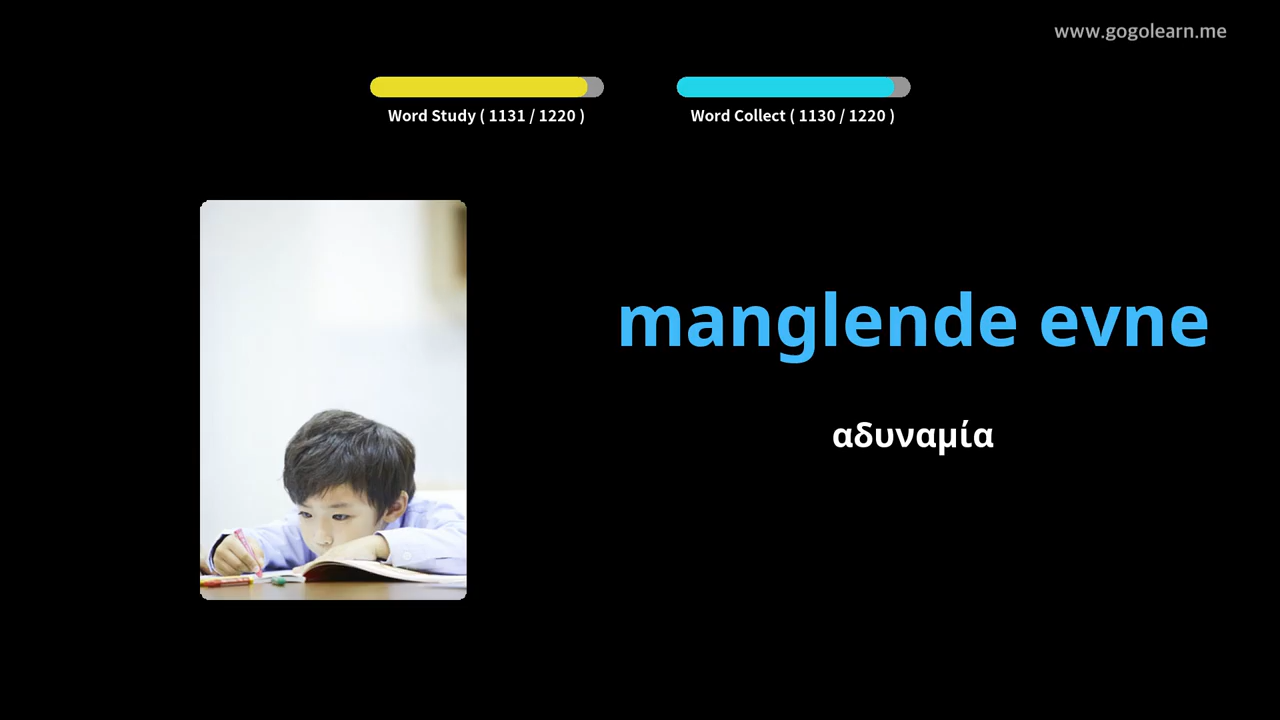 www.gogolearn.me
Word Study ( 1131 / 1220 )
Word Collect ( 1130 / 1220 )
manglende evne
αδυναμία